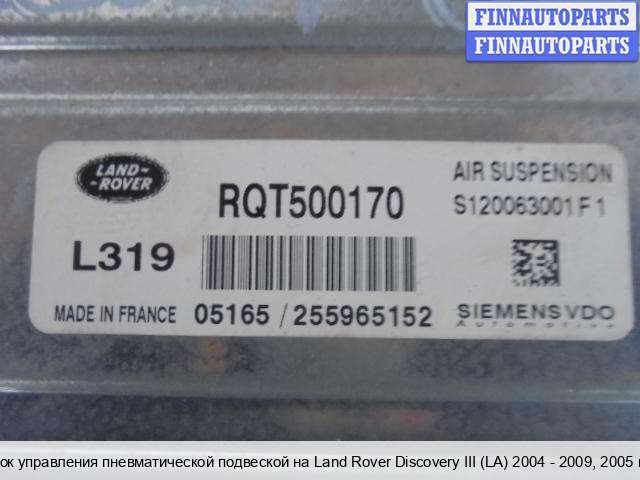 FINNAUTOPARTS
FINNAUTOPARTS
LAND-
-ROVER
RQT500170
AIR SUSPENSION
S120063001 F 1
L319
MADE IN FRANCE
05165 / 255965152
SIEMENS VDO
Automotive
ок управления пневматической подвеской на Land Rover Discovery III (LA) 2004 - 2009, 2005